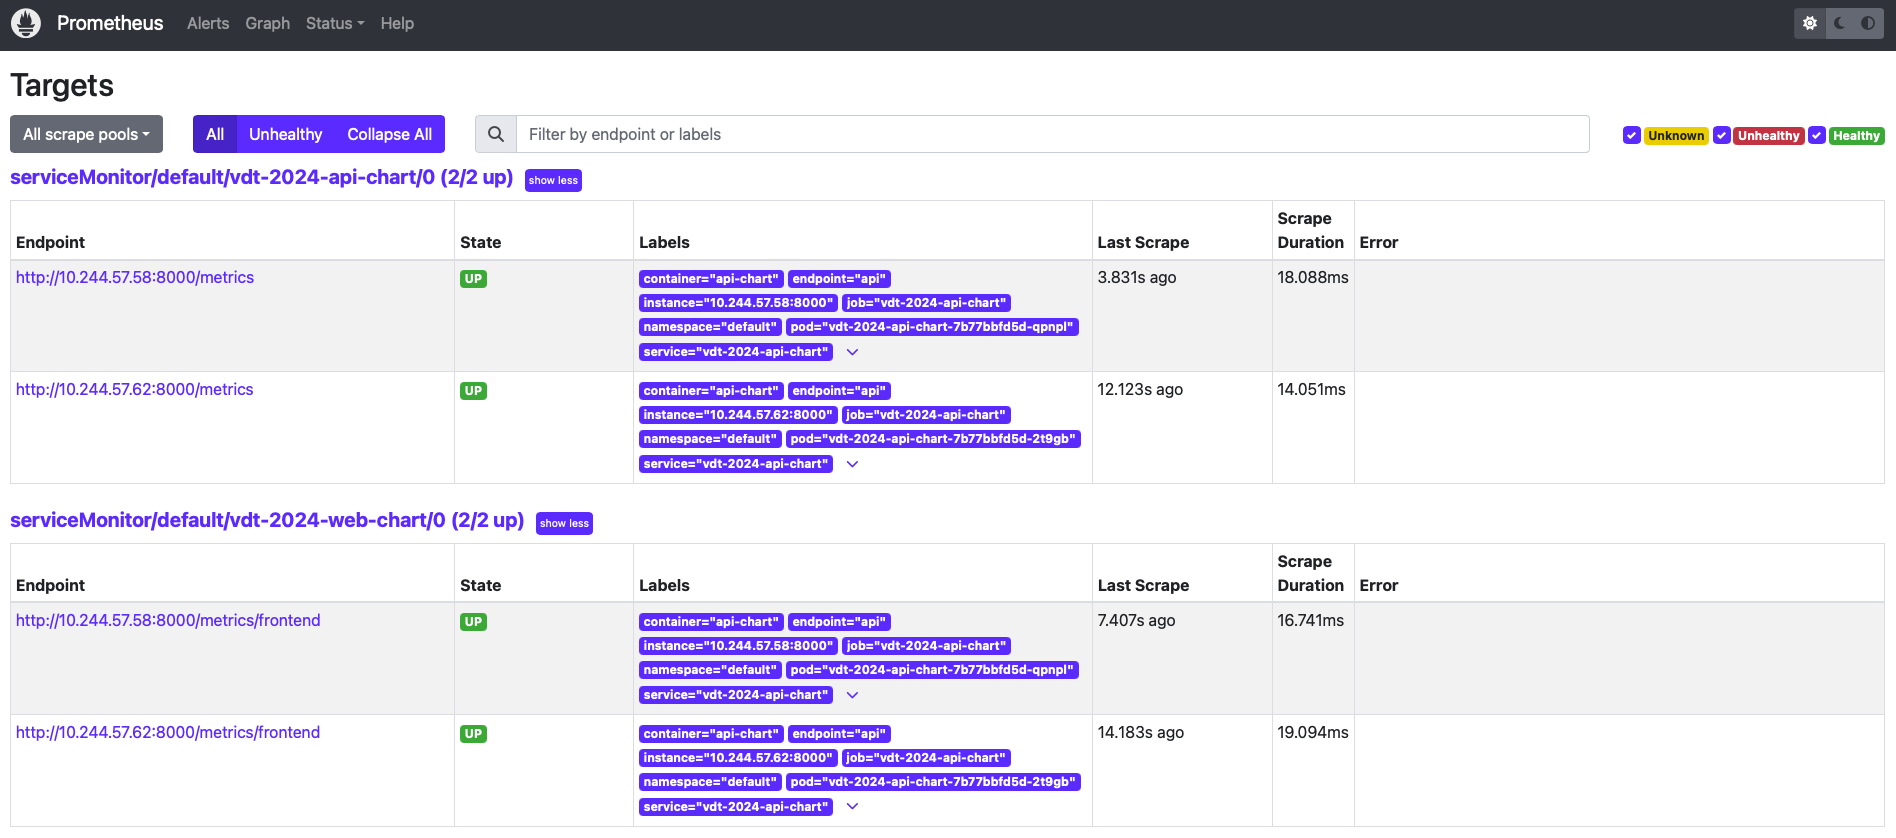 Prometheus Alerts Graph Status Help
Targets
All scrape pools All Unhealthy Collapse All Filter by endpoint or labels Unknown Unhealthy Healthy
serviceMonitor/default/vdt-2024-api-chart/0 (2/2 up) show less
Endpoint State Labels Last Scrape Scrape Duration Error
http://10.244.57.58:8000/metrics UP container="api-chart" endpoint="api" 3.831s ago 18.088ms
instance="10.244.57.58:8000" job="vdt-2024-api-chart"
namespace="default" pod="vdt-2024-api-chart-7b77bbfd5d-qpnpl"
service="vdt-2024-api-chart"
http://10.244.57.62:8000/metrics UP container="api-chart" endpoint="api" 12.123s ago 14.051ms
instance="10.244.57.62:8000" job="vdt-2024-api-chart"
namespace="default" pod="vdt-2024-api-chart-7b77bbfd5d-2t9gb"
service="vdt-2024-api-chart"
serviceMonitor/default/vdt-2024-web-chart/0 (2/2 up) show less
Endpoint State Labels Last Scrape Scrape Duration Error
http://10.244.57.58:8000/metrics/frontend UP container="api-chart" endpoint="api" 7.407s ago 16.741ms
instance="10.244.57.58:8000" job="vdt-2024-api-chart"
namespace="default" pod="vdt-2024-api-chart-7b77bbfd5d-qpnpl"
service="vdt-2024-api-chart"
http://10.244.57.62:8000/metrics/frontend UP container="api-chart" endpoint="api" 14.183s ago 19.094ms
instance="10.244.57.62:8000" job="vdt-2024-api-chart"
namespace="default" pod="vdt-2024-api-chart-7b77bbfd5d-2t9gb"
service="vdt-2024-api-chart"